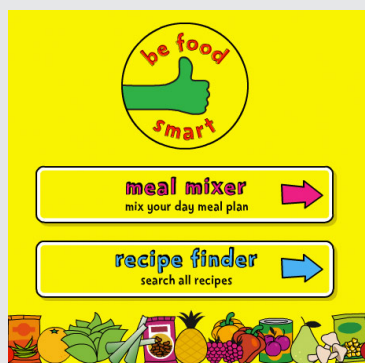 be food
smart
meal mixer
mix your day meal plan
recipe finder
search all recipes